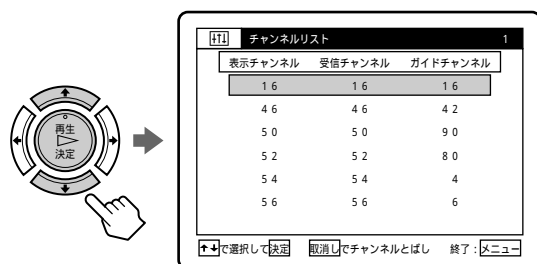 チャンネルリスト 1
表示チャンネル 受信チャンネル ガイドチャンネル
16 16 16
46 46 42
50 50 90
52 52 80
54 54 4
56 56 6
↑↓で選択して決定 取消しでチャンネルとばし 終了：メニュー
再生
決定